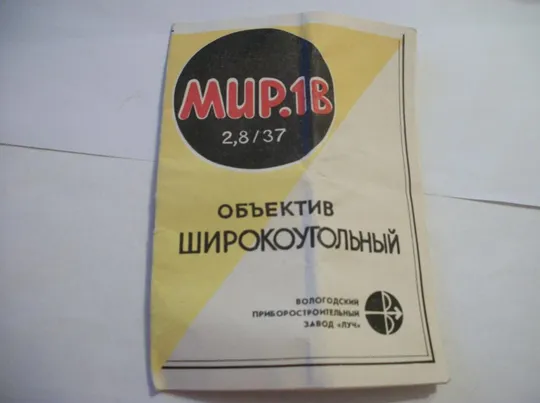 МИР.1В
2,8/37
ОБЪЕКТИВ
ШИРОКОУГОЛЬНЫЙ
ВОЛОГОДСКИЙ
ПРИБОРОСТРОИТЕЛЬНЫЙ
ЗАВОД «ЛУЧ»
В